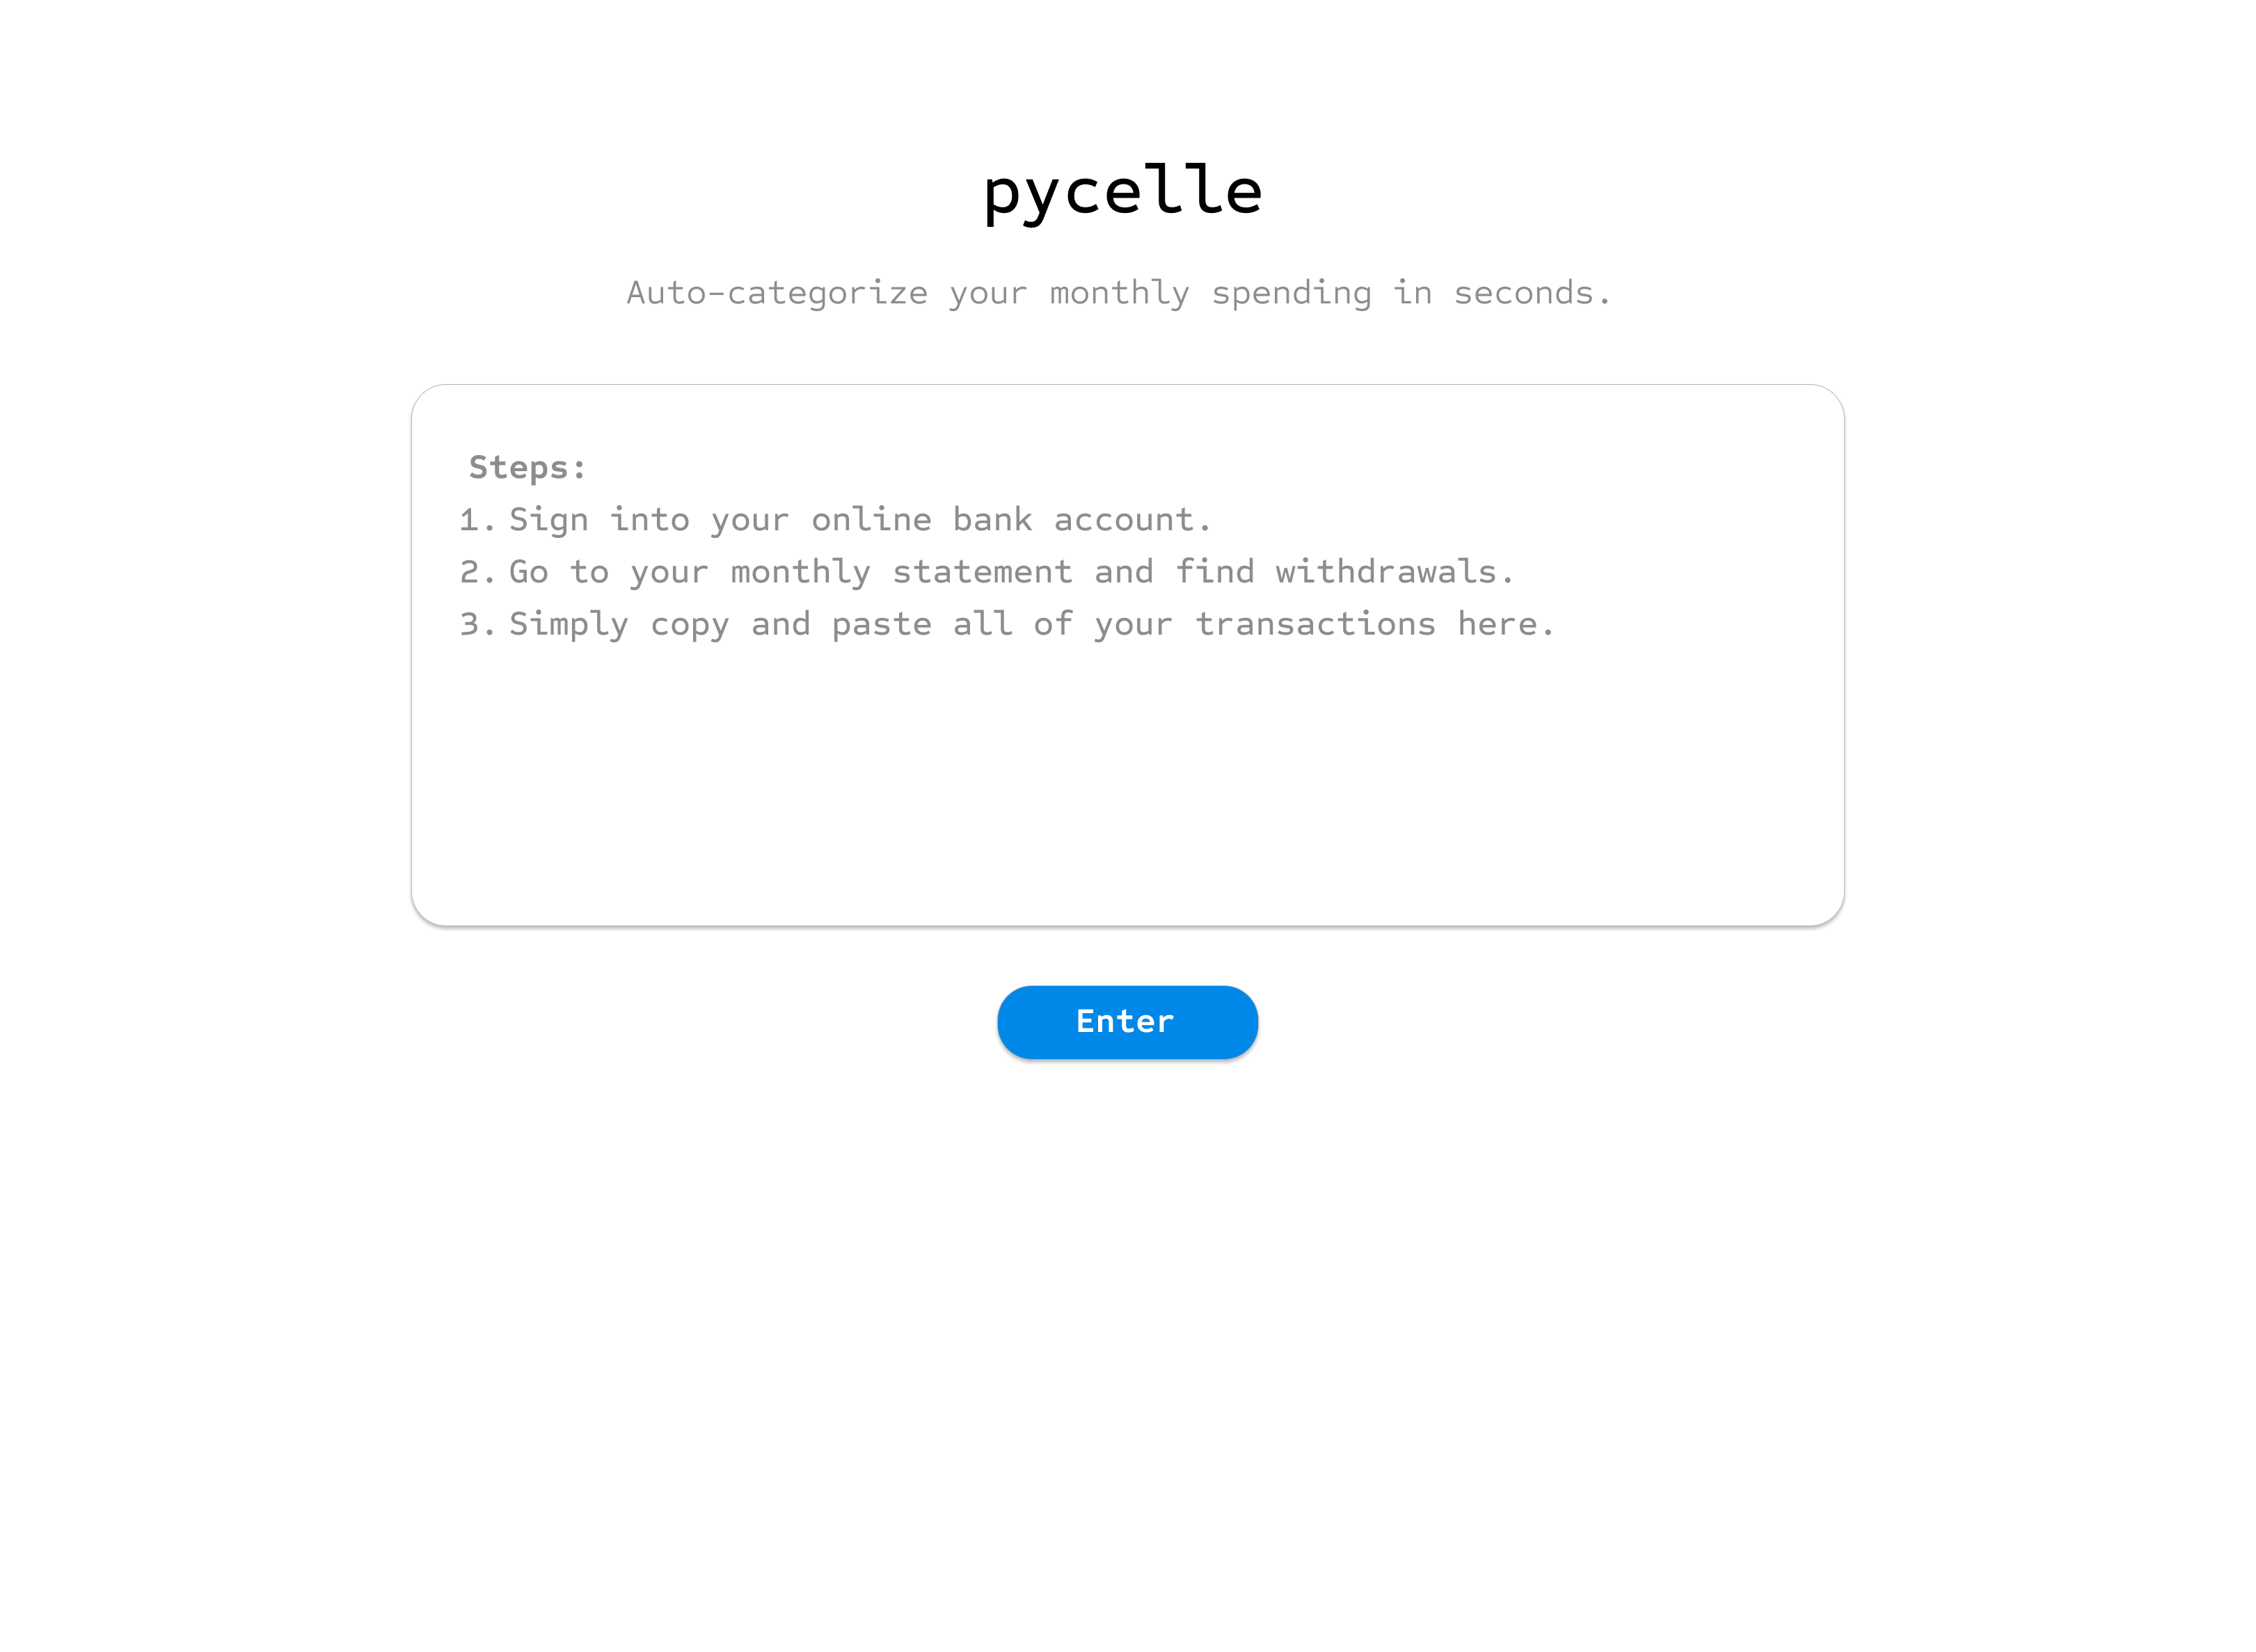 pycelle
Auto-categorize your monthly spending in seconds.
Steps:
1. Sign into your online bank account.
2. Go to your monthly statement and find withdrawals.
3. Simply copy and paste all of your transactions here.
Enter